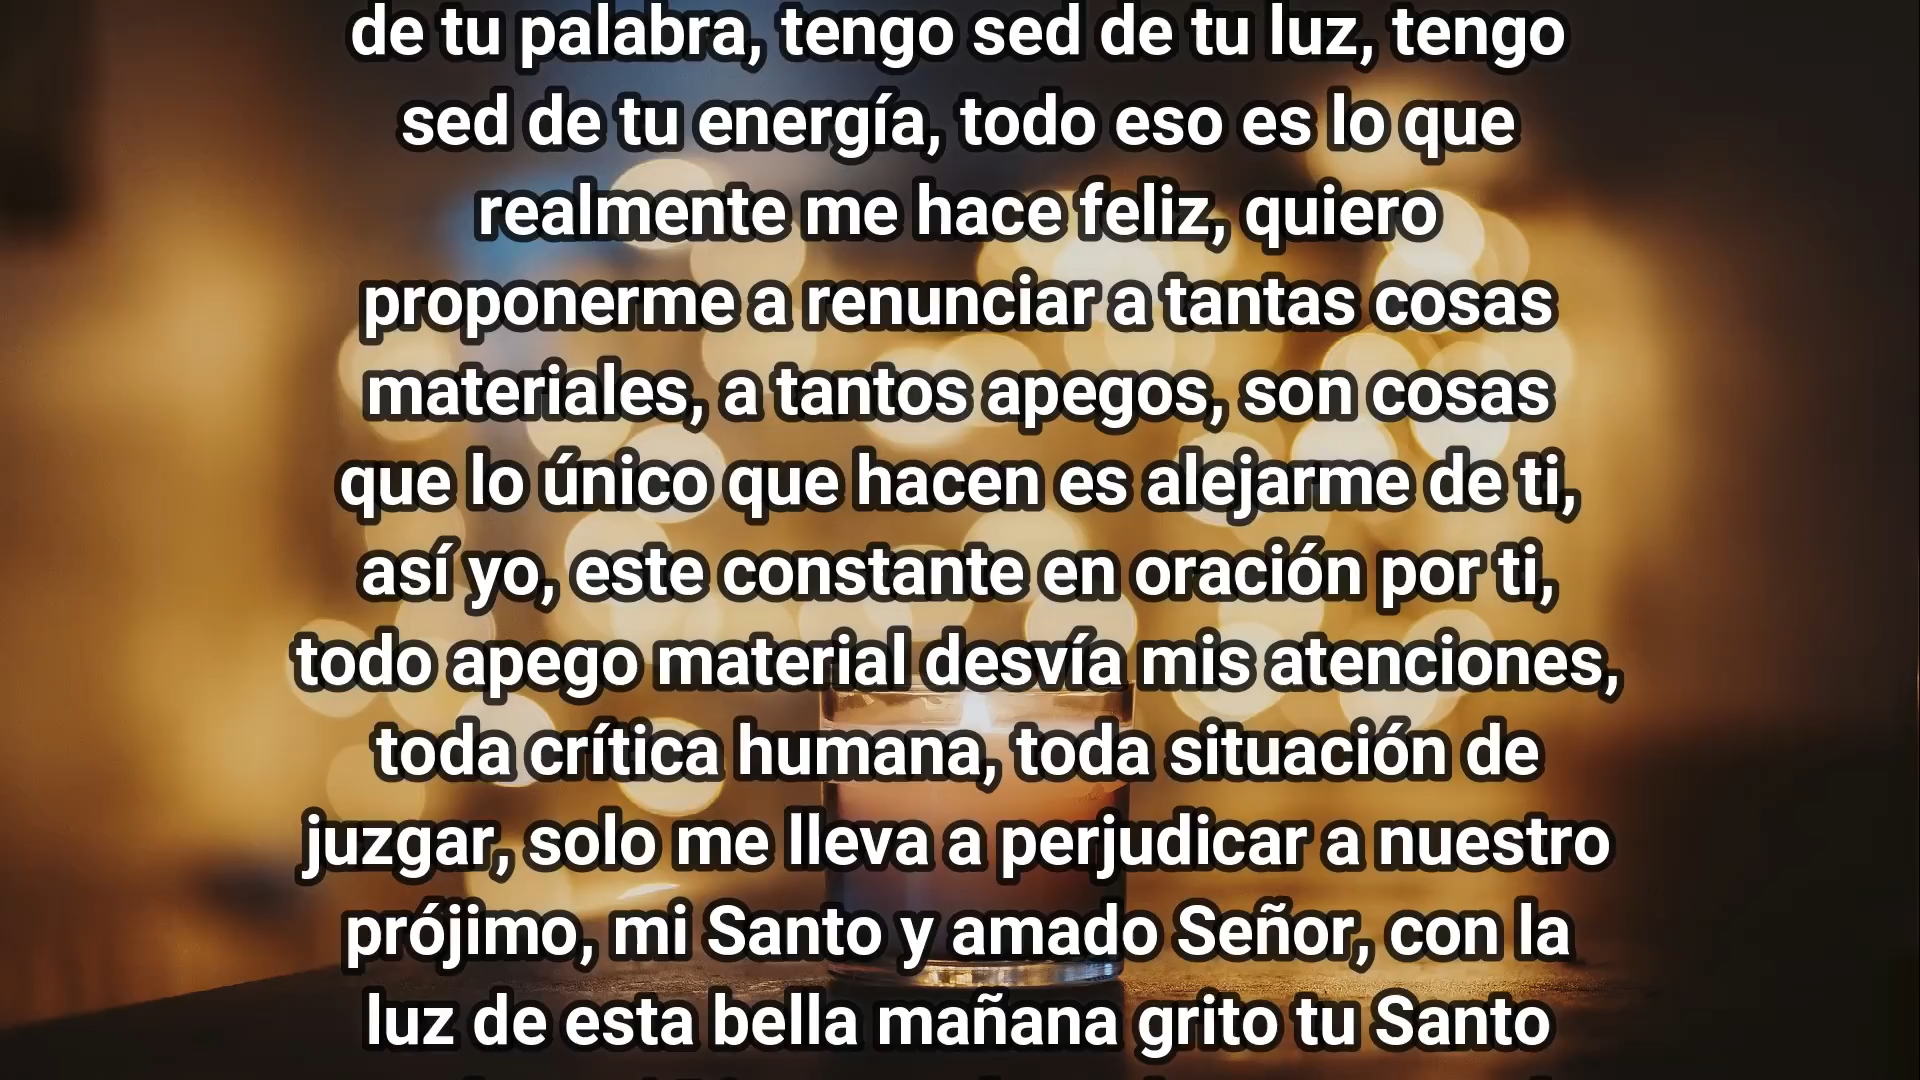 de tu palabra, tengo sed de tu luz, tengo
sed de tu energía, todo eso es lo que
realmente me hace feliz, quiero
proponerme a renunciar a tantas cosas
materiales, a tantos apegos, son cosas
que lo único que hacen es alejarme de ti,
así yo, este constante en oración por ti,
todo apego material desvía mis atenciones,
toda crítica humana, toda situación de
juzgar, solo me lleva a perjudicar a nuestro
prójimo, mi Santo y amado Señor, con la
luz de esta bella mañana grito tu Santo